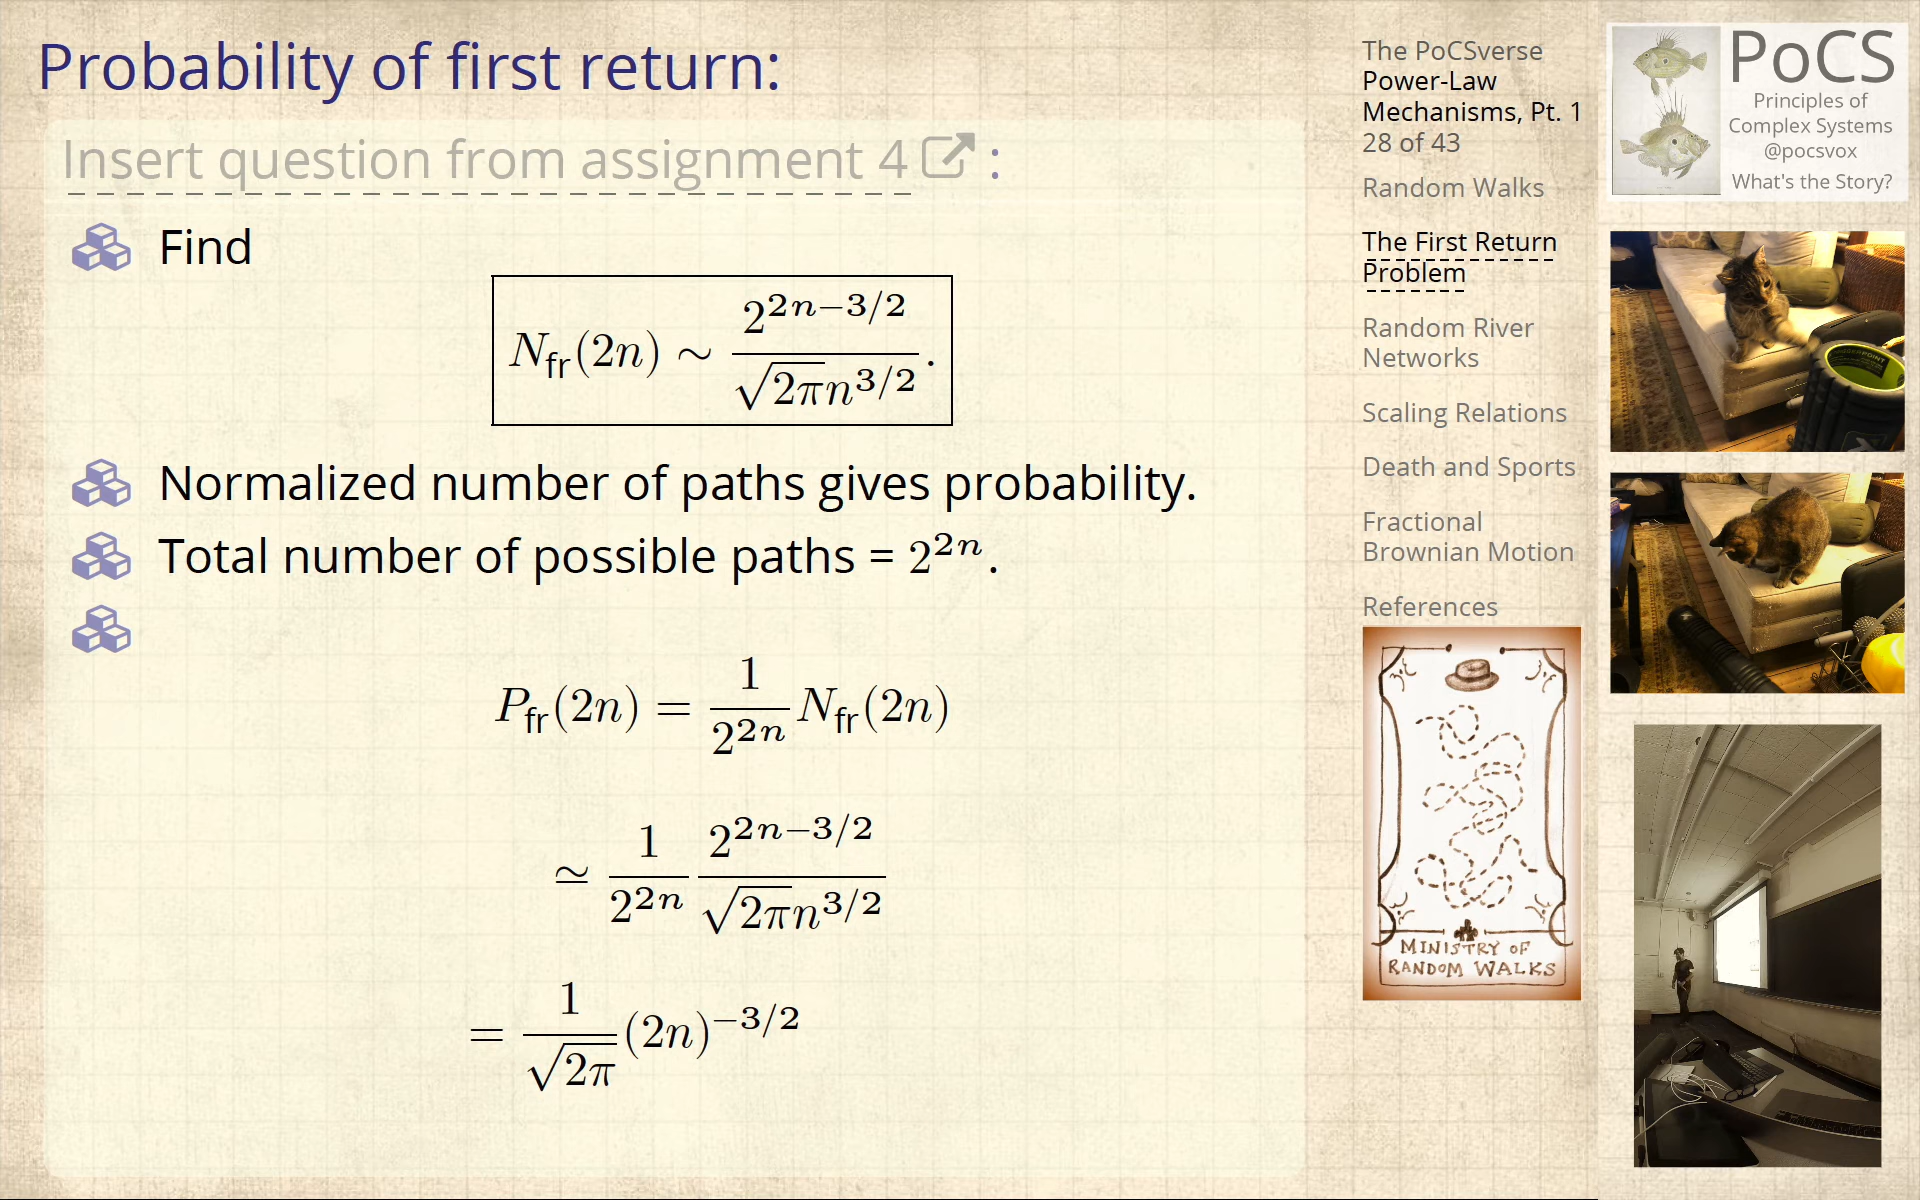 Probability of first return:
Insert question from assignment 4 :
Find
N_fr(2n) ∼ 2^{2n−3/2} / (√(2π) n^{3/2}).
Normalized number of paths gives probability.
Total number of possible paths = 2^{2n}.
P_fr(2n) = (1 / 2^{2n}) N_fr(2n)
≃ (1 / 2^{2n}) 2^{2n−3/2} / (√(2π) n^{3/2})
= (1 / √(2π)) (2n)^{−3/2}
The PoCSverse
Power-Law
Mechanisms, Pt. 1
28 of 43
Random Walks
The First Return
Problem
Random River
Networks
Scaling Relations
Death and Sports
Fractional
Brownian Motion
References
MINISTRY OF
RANDOM WALKS
PoCS
Principles of
Complex Systems
@pocsvox
What's the Story?